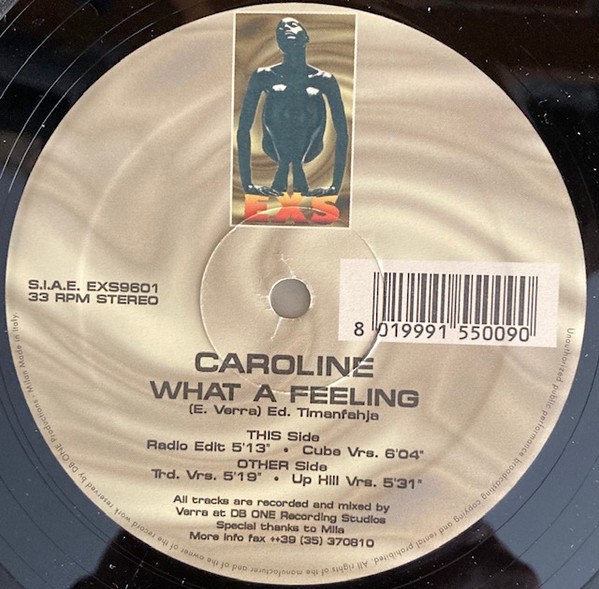 EXS
S.I.A.E. EXS9601
33 RPM STEREO
8 019991 550090
CAROLINE
WHAT A FEELING
(E. Verra) Ed. Timanfahja
THIS Side
Radio Edit 5'13" • Cube Vrs. 6'04"
OTHER Side
Trd. Vrs. 5'19" • Up Hill Vrs. 5'31"
All tracks are recorded and mixed by
Verra at DB ONE Recording Studios
Special thanks to Mila
More info fax ++39 (35) 370810
Unauthorized public performance broadcasting copying and rental prohibited. All rights of the manufacturer and of the owner of the record work reserved by DB ONE Productions - Milan Made in Italy.